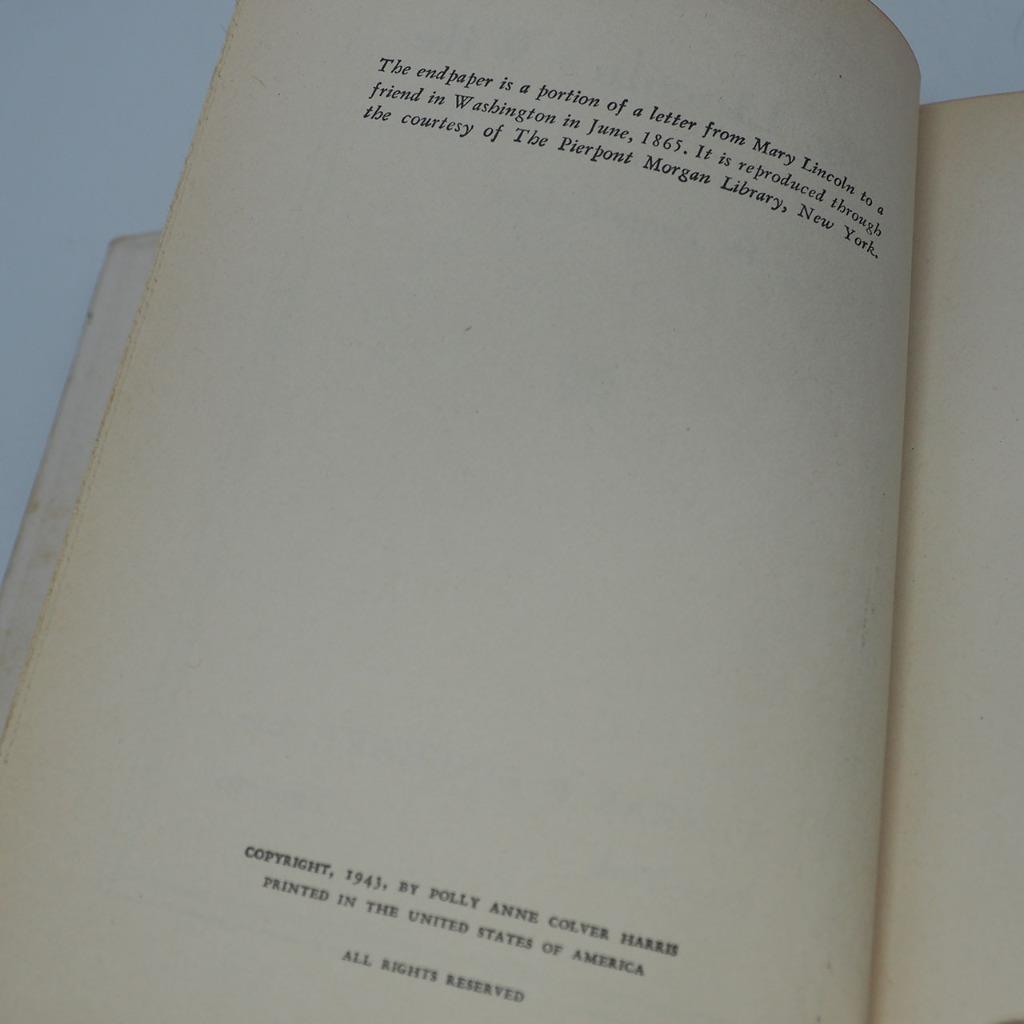 The endpaper is a portion of a letter from Mary Lincoln to a
friend in Washington in June, 1865. It is reproduced through
the courtesy of The Pierpont Morgan Library, New York.
COPYRIGHT, 1943, BY POLLY ANNE COLVER HARRIS
PRINTED IN THE UNITED STATES OF AMERICA
ALL RIGHTS RESERVED